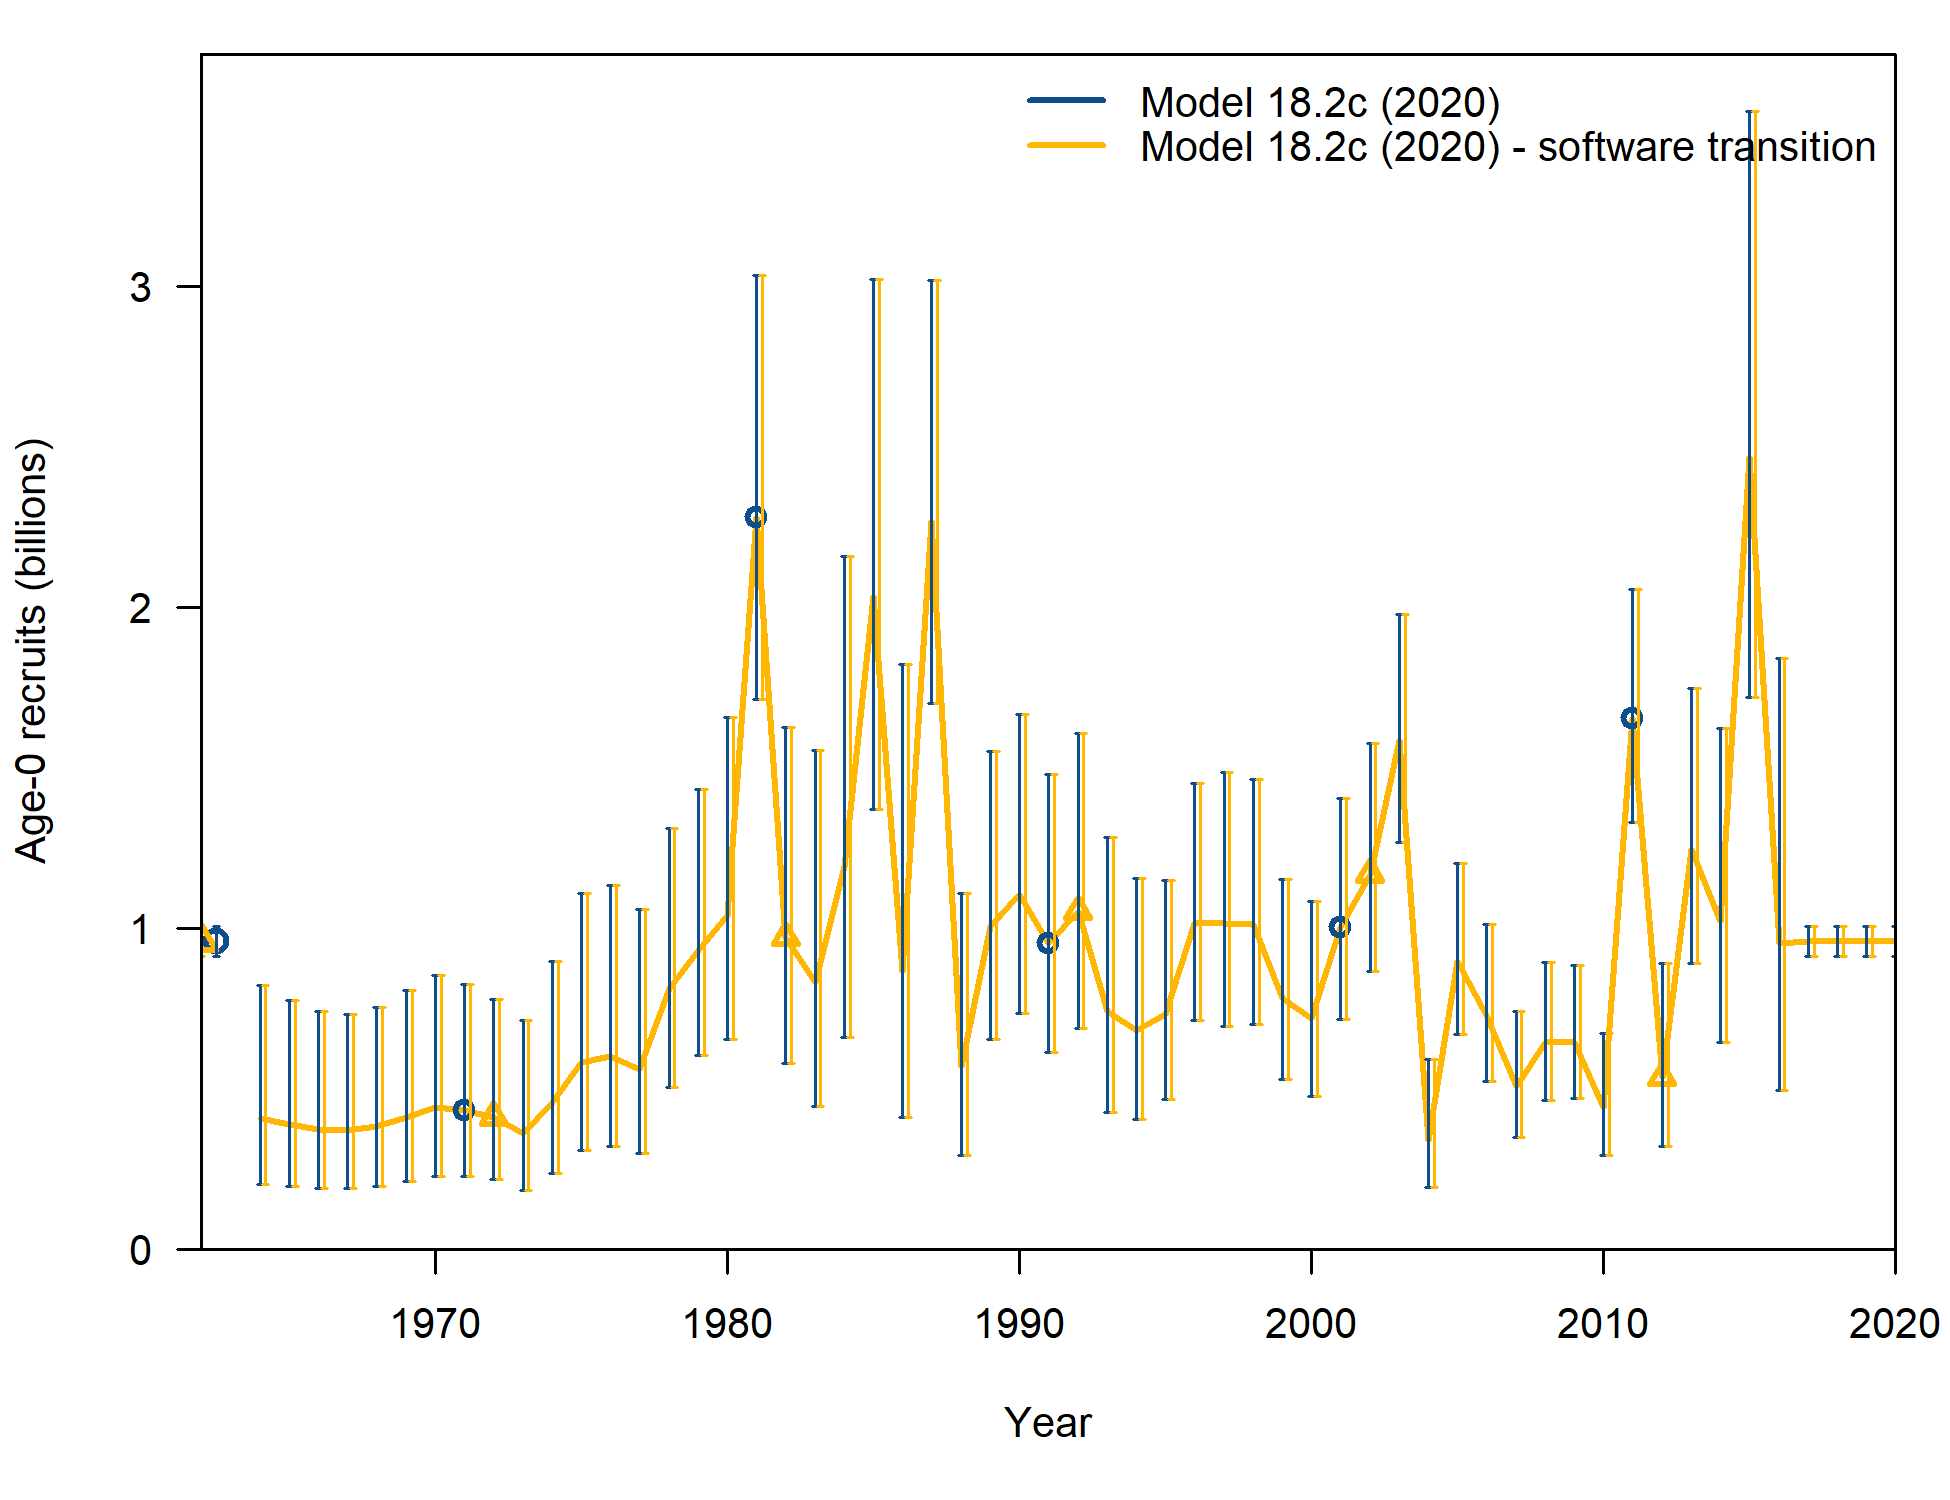 Model 18.2c (2020)
Model 18.2c (2020) - software transition
Age-0 recruits (billions)
3
2
1
0
1970 1980 1990 2000 2010 2020
Year